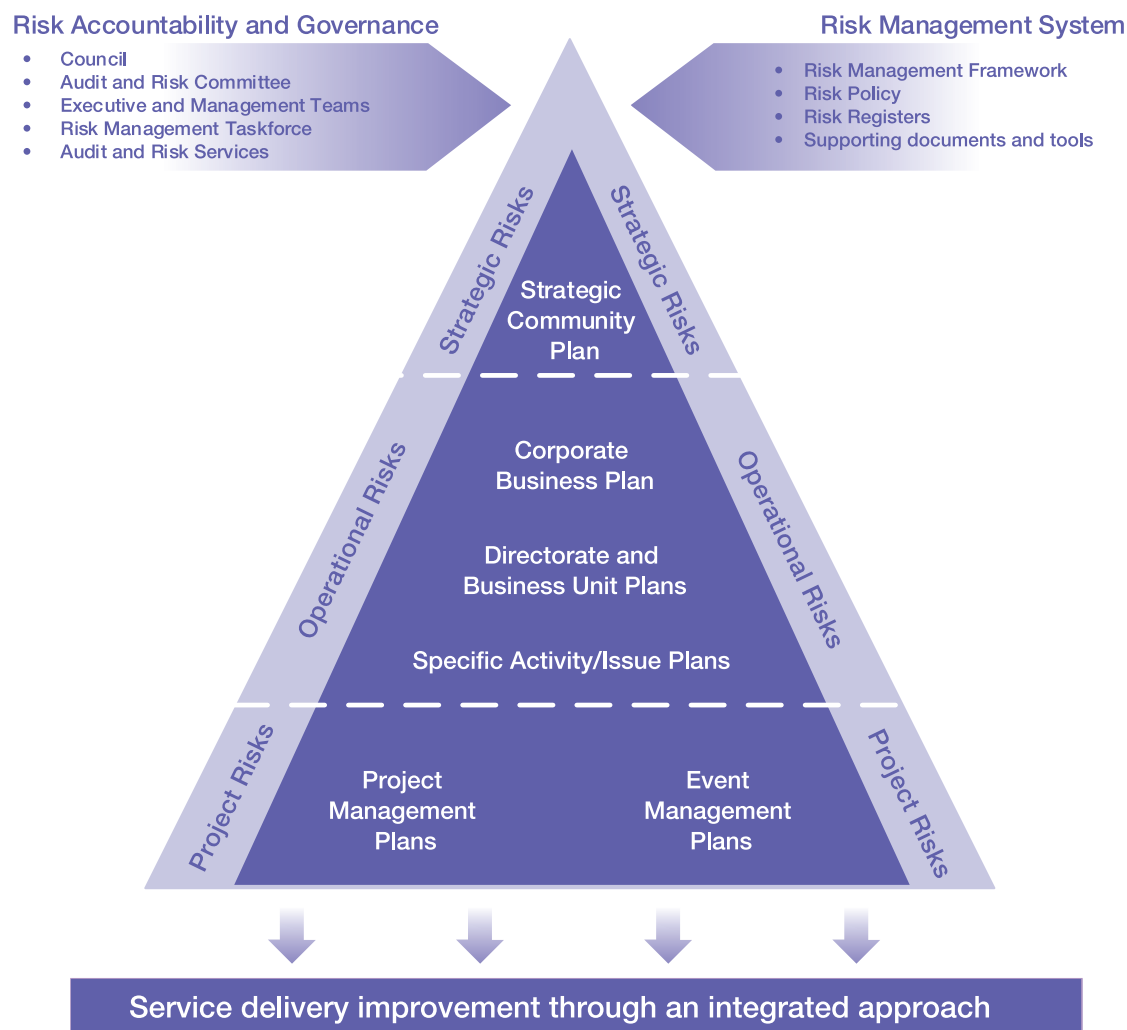 Risk Accountability and Governance
• Council
• Audit and Risk Committee
• Executive and Management Teams
• Risk Management Taskforce
• Audit and Risk Services
Risk Management System
• Risk Management Framework
• Risk Policy
• Risk Registers
• Supporting documents and tools
Strategic Risks
Strategic Risks
Strategic
Community
Plan
Operational Risks
Operational Risks
Corporate
Business Plan
Directorate and
Business Unit Plans
Specific Activity/Issue Plans
Project Risks
Project Risks
Project
Management
Plans
Event
Management
Plans
Service delivery improvement through an integrated approach